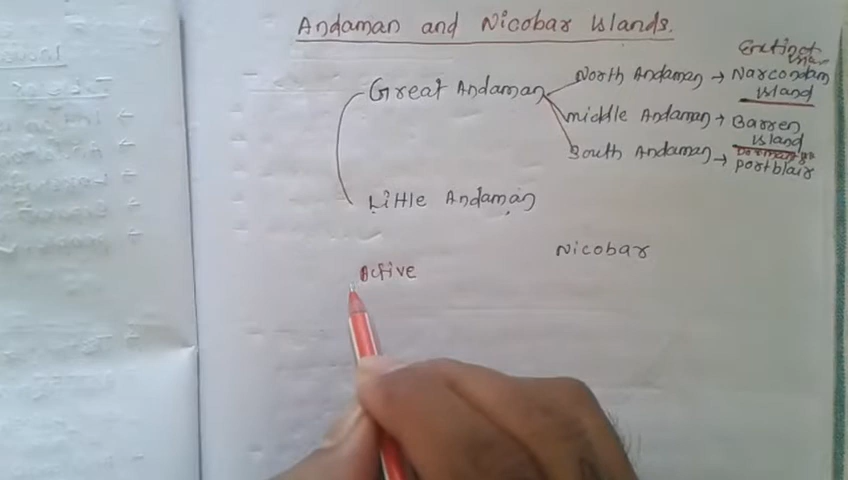 Andaman and Nicobar Islands.
Extinct
Great Andaman
North Andaman → Narcondam
Island
middle Andaman → Barren
Island
South Andaman → Portblair
Little Andaman
Nicobar
Active